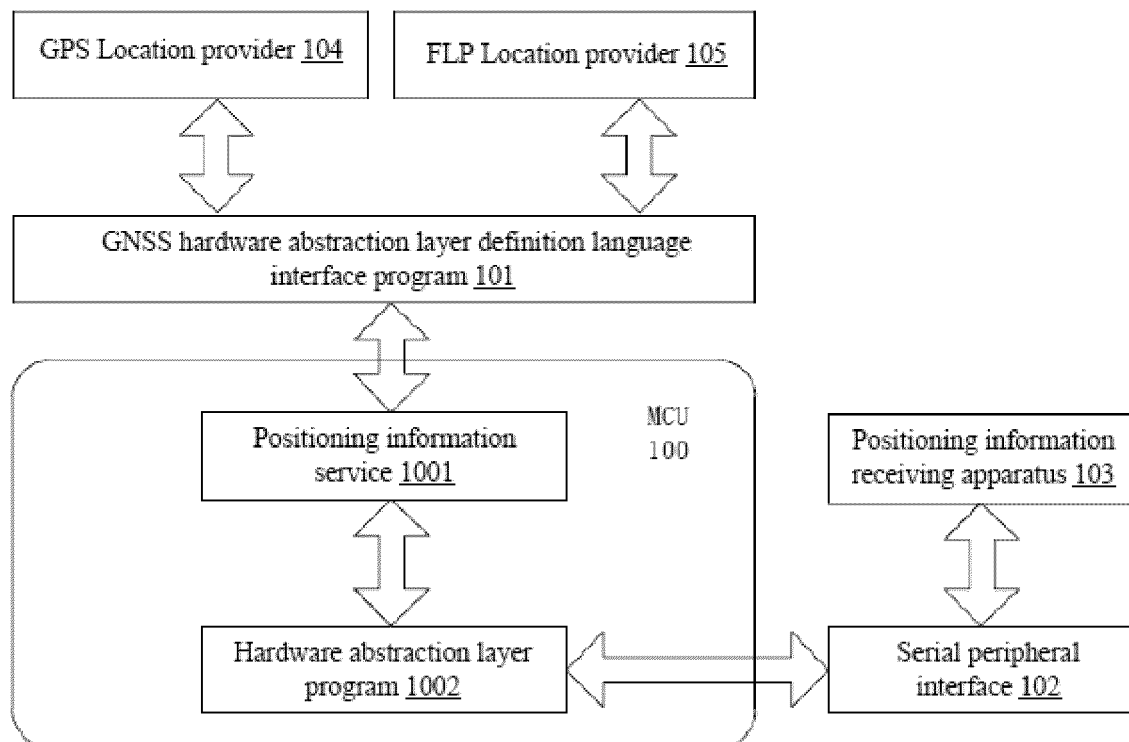 GPS Location provider 104
FLP Location provider 105
GNSS hardware abstraction layer definition language
interface program 101
MCU
100
Positioning information
service 1001
Positioning information
receiving apparatus 103
Hardware abstraction layer
program 1002
Serial peripheral
interface 102